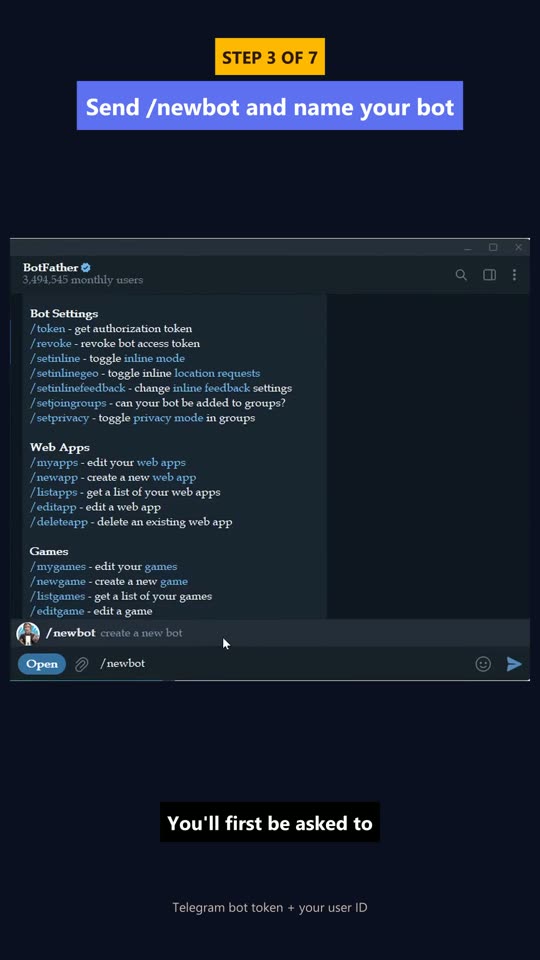 STEP 3 OF 7
Send /newbot and name your bot
BotFather
3,494,545 monthly users
Bot Settings
/token - get authorization token
/revoke - revoke bot access token
/setinline - toggle inline mode
/setinlinegeo - toggle inline location requests
/setinlinefeedback - change inline feedback settings
/setjoingroups - can your bot be added to groups?
/setprivacy - toggle privacy mode in groups
Web Apps
/myapps - edit your web apps
/newapp - create a new web app
/listapps - get a list of your web apps
/editapp - edit a web app
/deleteapp - delete an existing web app
Games
/mygames - edit your games
/newgame - create a new game
/listgames - get a list of your games
/editgame - edit a game
/newbot create a new bot
Open /newbot
You'll first be asked to
Telegram bot token + your user ID